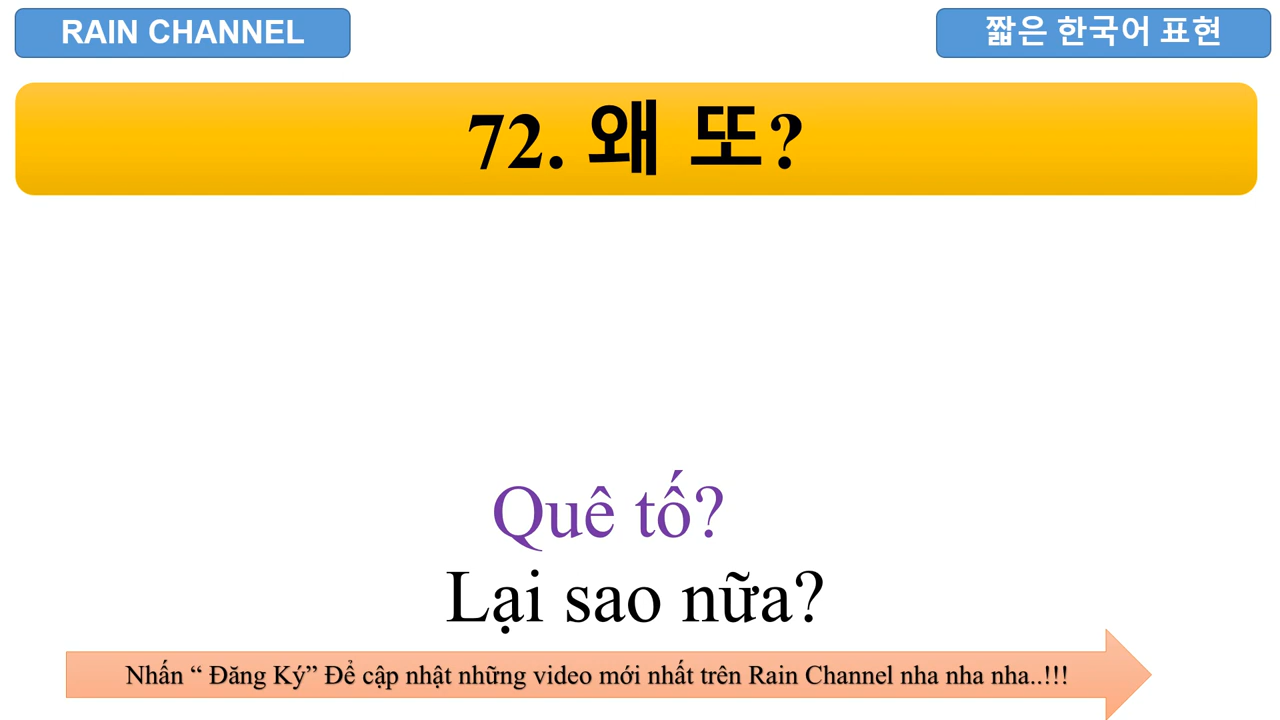 RAIN CHANNEL
짧은 한국어 표현
72. 왜 또?
Quê tố?
Lại sao nữa?
Nhấn “ Đăng Ký” Để cập nhật những video mới nhất trên Rain Channel nha nha nha..!!!